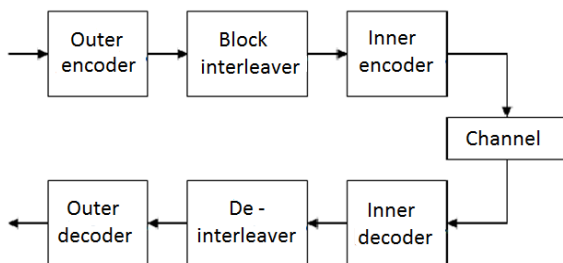 Outer
encoder
Block
interleaver
Inner
encoder
Channel
Outer
decoder
De -
interleaver
Inner
decoder